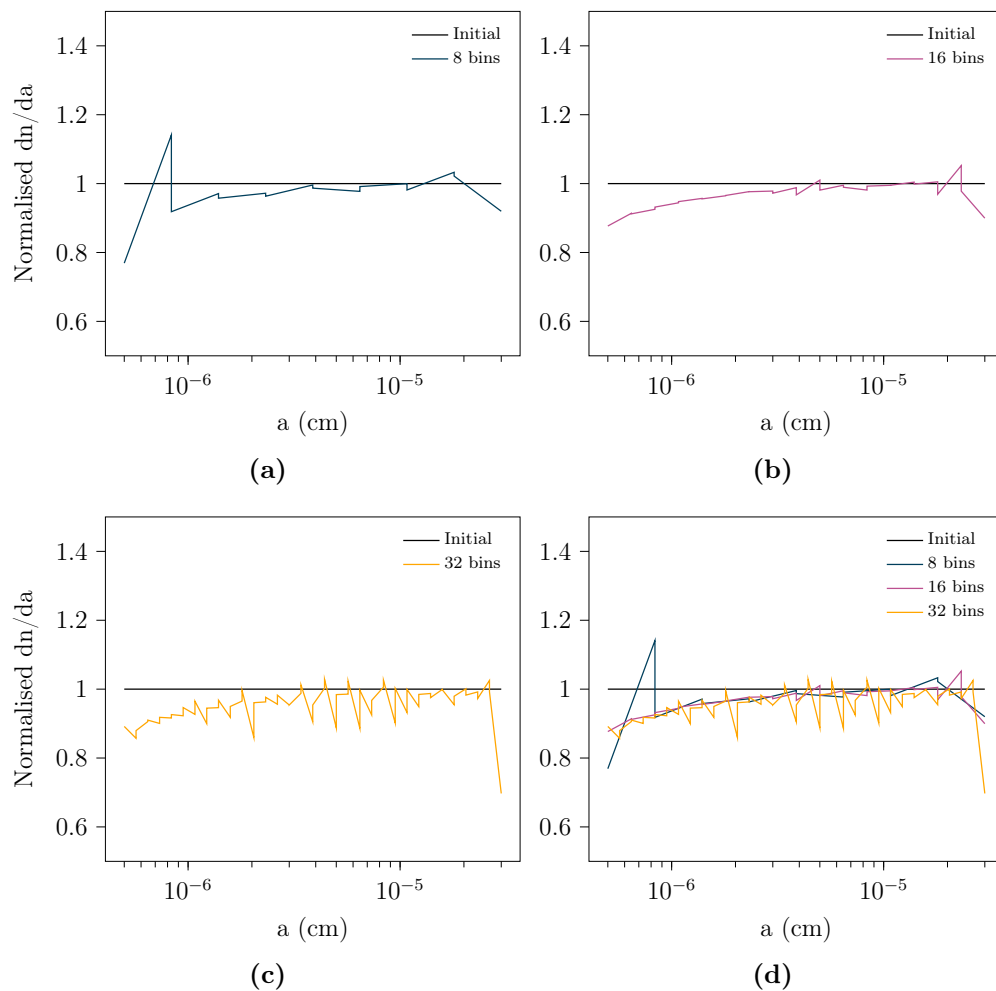 Initial
8 bins
1.4
1.2
1
0.8
0.6
Normalised dn/da
10⁻⁶ 10⁻⁵
a (cm)
(a)
Initial
16 bins
1.4
1.2
1
0.8
0.6
10⁻⁶ 10⁻⁵
a (cm)
(b)
Initial
32 bins
1.4
1.2
1
0.8
0.6
Normalised dn/da
10⁻⁶ 10⁻⁵
a (cm)
(c)
Initial
8 bins
16 bins
32 bins
1.4
1.2
1
0.8
0.6
10⁻⁶ 10⁻⁵
a (cm)
(d)